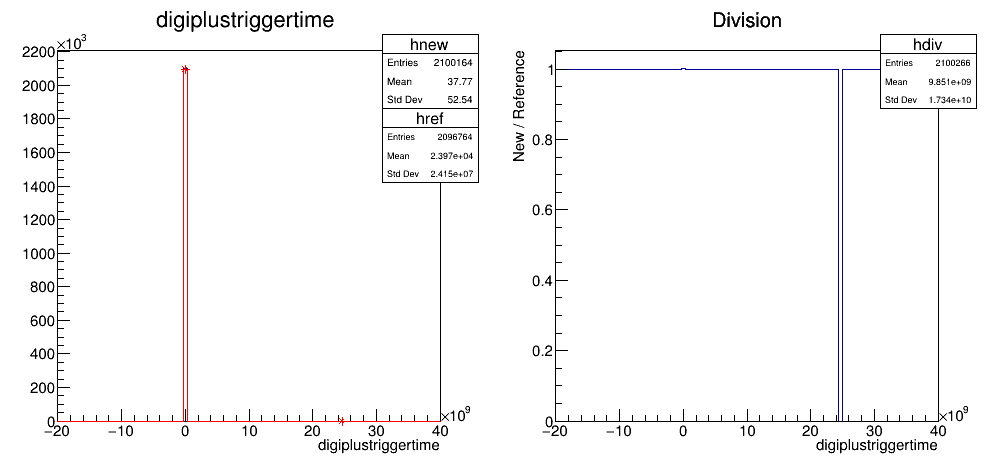 digiplustriggertime
×10³
2200
2000
1800
1600
1400
1200
1000
800
600
400
200
0
−20 −10 0 10 20 30 40
×10⁹
digiplustriggertime
hnew
Entries 2100164
Mean 37.77
Std Dev 52.54
href
Entries 2096764
Mean 2.397e+04
Std Dev 2.415e+07
Division
New / Reference
1
0.8
0.6
0.4
0.2
0
−20 −10 0 10 20 30 40
×10⁹
digiplustriggertime
hdiv
Entries 2100266
Mean 9.851e+09
Std Dev 1.734e+10